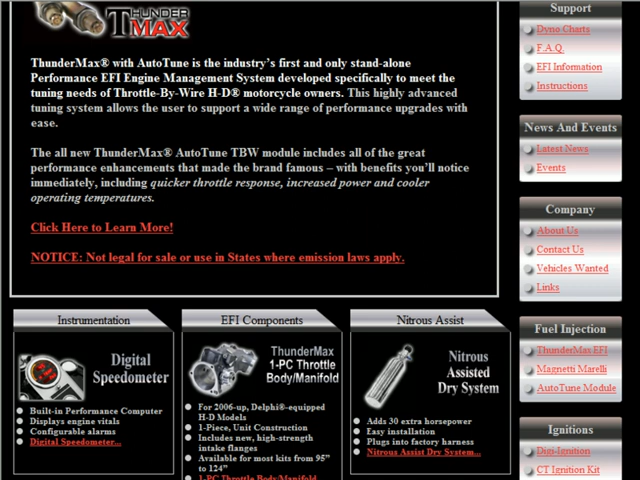 THUNDER
TMAX
ThunderMax® with AutoTune is the industry's first and only stand-alone
Performance EFI Engine Management System developed specifically to meet the
tuning needs of Throttle-By-Wire H-D® motorcycle owners. This highly advanced
tuning system allows the user to support a wide range of performance upgrades with
ease.
The all new ThunderMax® AutoTune TBW module includes all of the great
performance enhancements that made the brand famous – with benefits you'll notice
immediately, including quicker throttle response, increased power and cooler
operating temperatures.
Click Here to Learn More!
NOTICE: Not legal for sale or use in States where emission laws apply.
Instrumentation
Digital
Speedometer
Built-in Performance Computer
Displays engine vitals
Configurable alarms
Digital Speedometer...
EFI Components
ThunderMax
1-PC Throttle
Body/Manifold
For 2006-up, Delphi®-equipped
H-D Models
1-Piece, Unit Construction
Includes new, high-strength
intake flanges
Available for most kits from 95"
to 124"
1-PC Throttle Body/Manifold
Nitrous Assist
Nitrous
Assisted
Dry System
Adds 30 extra horsepower
Easy installation
Plugs into factory harness
Nitrous Assist Dry System...
Support
Dyno Charts
F.A.Q.
EFI Information
Instructions
News And Events
Latest News
Events
Company
About Us
Contact Us
Vehicles Wanted
Links
Fuel Injection
ThunderMax EFI
Magnetti Marelli
AutoTune Module
Ignitions
Dun-Ignition
CT Ignition Kit